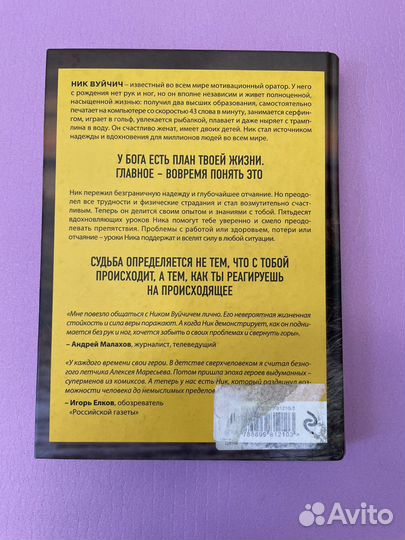 НИК ВУЙЧИЧ – известный во всем мире мотивационный оратор. У него
с рождения нет рук и ног, но он вполне независим и живет полноценной,
насыщенной жизнью: получил два высших образования, самостоятельно
печатает на компьютере со скоростью 43 слова в минуту, занимается серфин-
гом, играет в гольф, увлекается рыбалкой, плавает и даже ныряет с трамп-
лина в воду. Он счастливо женат, имеет двоих детей. Ник стал источником
надежды и вдохновения для миллионов людей во всем мире.
У БОГА ЕСТЬ ПЛАН ТВОЕЙ ЖИЗНИ.
ГЛАВНОЕ – ВОВРЕМЯ ПОНЯТЬ ЭТО
Ник пережил безграничную надежду и глубочайшее отчаяние. Но преодо-
лел все трудности и физические страдания и стал возмутительно счаст-
ливым. Теперь он делится своим опытом и знаниями с тобой. Пятьдесят
вдохновляющих уроков Ника помогут тебе уверенно и смело преодоле-
вать препятствия. Проблемы с работой или здоровьем, потери или
отчаяние – уроки Ника поддержат и вселят силу в любой ситуации.
СУДЬБА ОПРЕДЕЛЯЕТСЯ НЕ ТЕМ, ЧТО С ТОБОЙ
ПРОИСХОДИТ, А ТЕМ, КАК ТЫ РЕАГИРУЕШЬ
НА ПРОИСХОДЯЩЕЕ
«Мне повезло общаться с Ником Вуйчичем лично. Его невероятная жизненная
стойкость и сила веры поражают. А когда Ник демонстрирует, как он подни-
мается без рук и ног, хочется забыть о своих проблемах и свернуть горы».
– Андрей Малахов, журналист, телеведущий
«У каждого времени свои герои. В детстве сверхчеловеком я считал безно-
гого летчика Алексея Маресьева. Потом пришла эпоха героев выдуманных –
суперменов из комиксов. А теперь у нас есть Ник, который раздвинул воз-
можности человека до немыслимых пределов
– Игорь Елков, обозреватель
«Российской газеты»
9 785699 812103 >
Avito